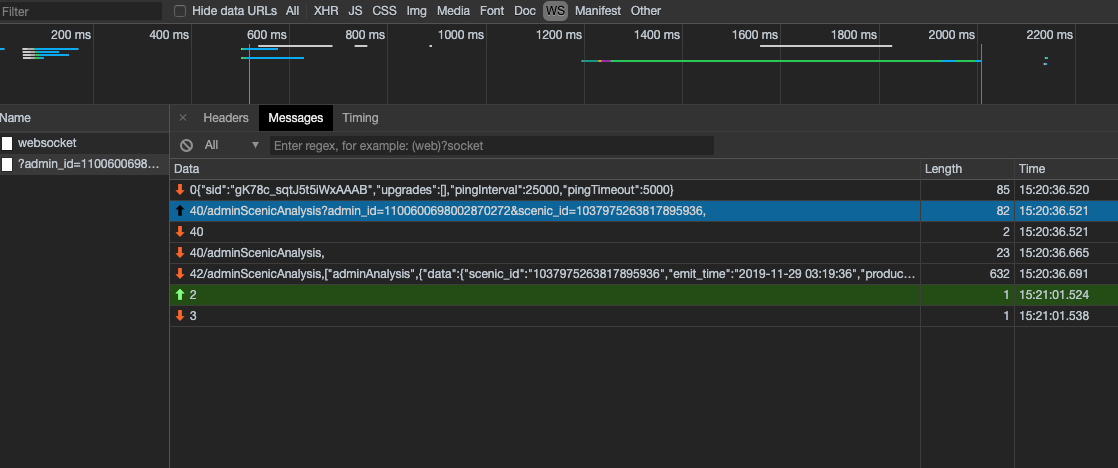 Filter Hide data URLs All XHR JS CSS Img Media Font Doc WS Manifest Other
200 ms 400 ms 600 ms 800 ms 1000 ms 1200 ms 1400 ms 1600 ms 1800 ms 2000 ms 2200 ms
Name × Headers Messages Timing
websocket All ▼ Enter regex, for example: (web)?socket
?admin_id=1100600698... Data Length Time
0{"sid":"gK78c_sqtJ5t5iWxAAAB","upgrades":[],"pingInterval":25000,"pingTimeout":5000} 85 15:20:36.520
40/adminScenicAnalysis?admin_id=1100600698002870272&scenic_id=1037975263817895936, 82 15:20:36.521
40 2 15:20:36.521
40/adminScenicAnalysis, 23 15:20:36.665
42/adminScenicAnalysis,["adminAnalysis",{"data":{"scenic_id":"1037975263817895936","emit_time":"2019-11-29 03:19:36","produc... 632 15:20:36.691
2 1 15:21:01.524
3 1 15:21:01.538